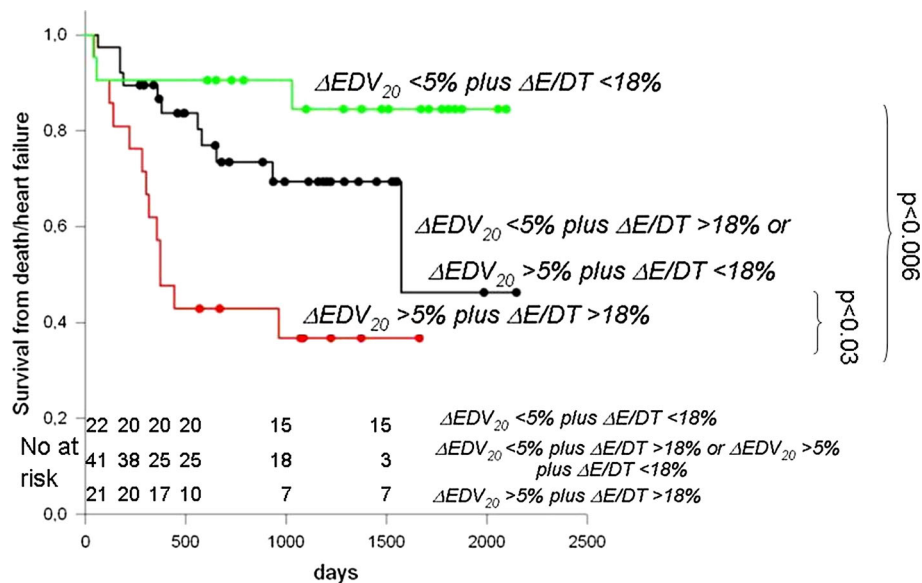 Survival from death/heart failure
1,0
0,8
0,6
0,4
0,2
0,0
ΔEDV20 <5% plus ΔE/DT <18%
ΔEDV20 <5% plus ΔE/DT >18% or
ΔEDV20 >5% plus ΔE/DT <18%
ΔEDV20 >5% plus ΔE/DT >18%
p<0.006
p<0.03
No at
risk
22 20 20 20 15 15 ΔEDV20 <5% plus ΔE/DT <18%
41 38 25 25 18 3 ΔEDV20 <5% plus ΔE/DT >18% or ΔEDV20 >5%
plus ΔE/DT <18%
21 20 17 10 7 7 ΔEDV20 >5% plus ΔE/DT >18%
0 500 1000 1500 2000 2500
days